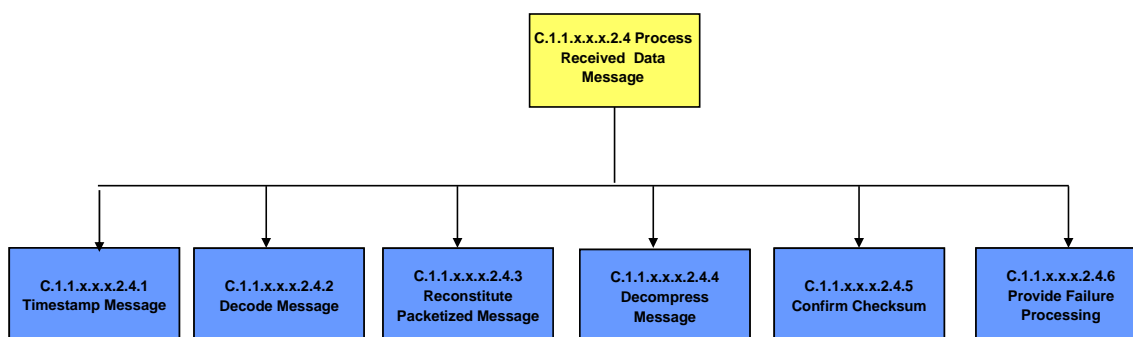 C.1.1.x.x.x.2.4 Process
Received Data
Message
C.1.1.x.x.x.2.4.1
Timestamp Message
C.1.1.x.x.x.2.4.2
Decode Message
C.1.1.x.x.x.2.4.3
Reconstitute
Packetized Message
C.1.1.x.x.x.2.4.4
Decompress
Message
C.1.1.x.x.x.2.4.5
Confirm Checksum
C.1.1.x.x.x.2.4.6
Provide Failure
Processing